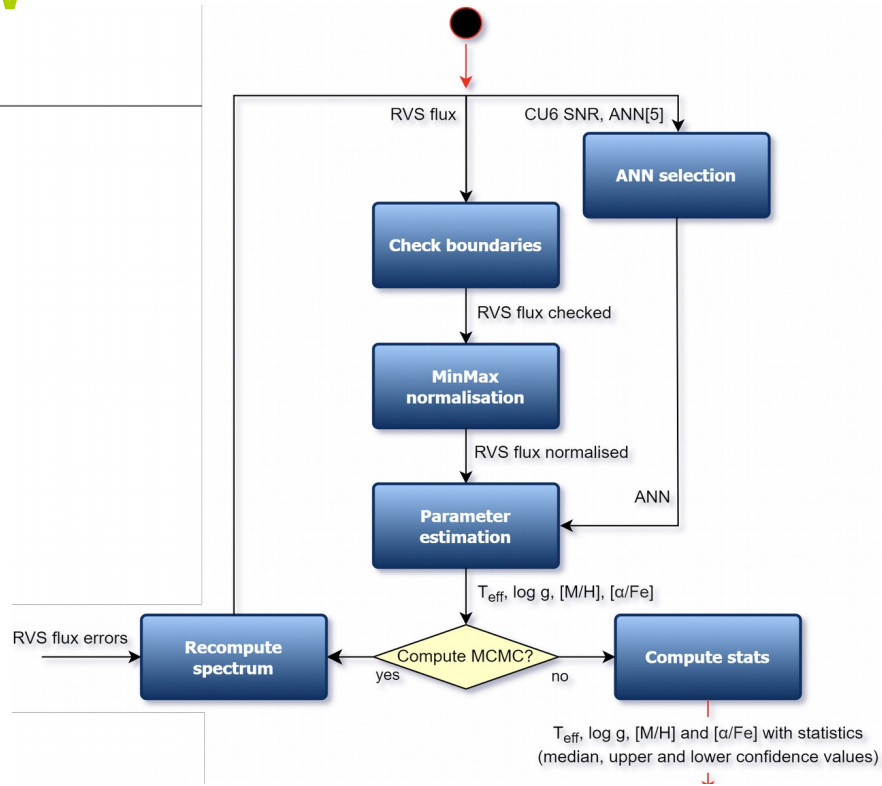 RVS flux
CU6 SNR, ANN[5]
ANN selection
Check boundaries
RVS flux checked
MinMax
normalisation
RVS flux normalised
ANN
Parameter
estimation
Teff, log g, [M/H], [α/Fe]
RVS flux errors
Recompute
spectrum
Compute MCMC?
yes
no
Compute stats
Teff, log g, [M/H] and [α/Fe] with statistics
(median, upper and lower confidence values)